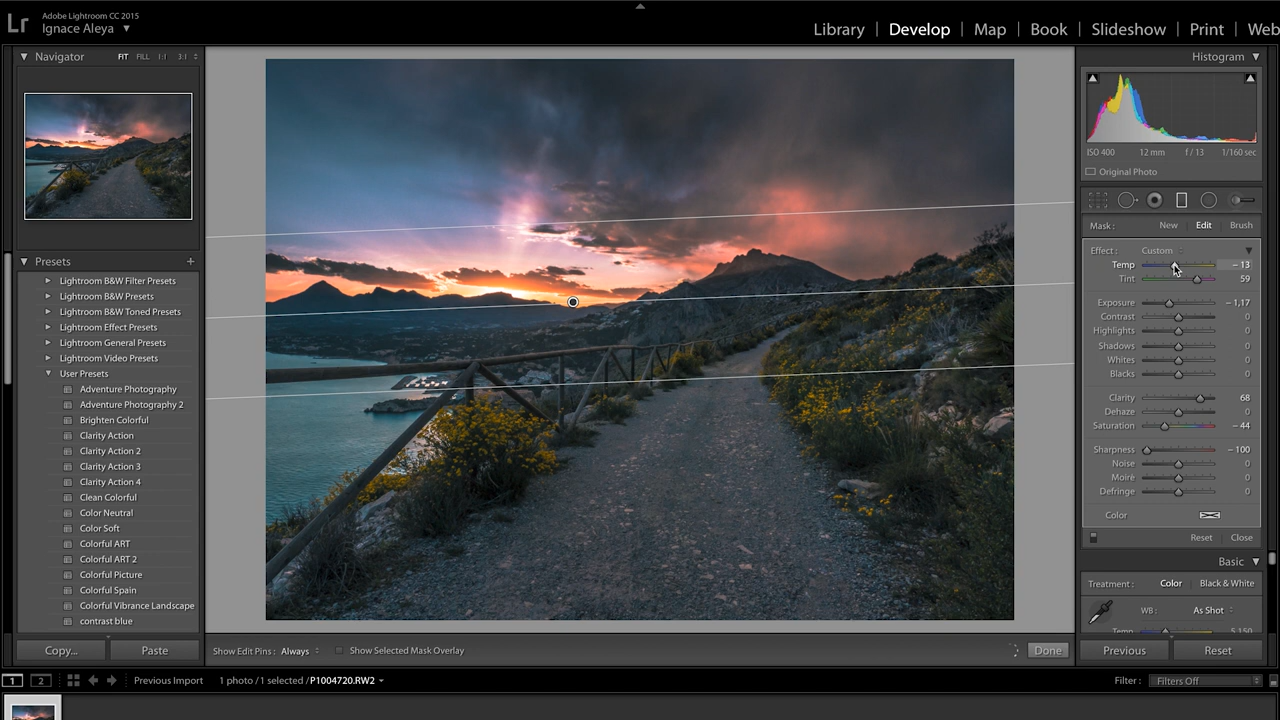 Lr
Adobe Lightroom CC 2015
Ignace Aleya
Library | Develop | Map | Book | Slideshow | Print | Web
Navigator FIT FILL 1:1 3:1
Presets +
Lightroom B&W Filter Presets
Lightroom B&W Presets
Lightroom B&W Toned Presets
Lightroom Effect Presets
Lightroom General Presets
Lightroom Video Presets
User Presets
Adventure Photography
Adventure Photography 2
Brighten Colorful
Clarity Action
Clarity Action 2
Clarity Action 3
Clarity Action 4
Clean Colorful
Color Neutral
Color Soft
Colorful ART
Colorful ART 2
Colorful Picture
Colorful Spain
Colorful Vibrance Landscape
contrast blue
Copy... Paste
Show Edit Pins : Always Show Selected Mask Overlay Done
Histogram
ISO 400 12 mm f / 13 1/160 sec
Original Photo
Mask : New Edit Brush
Effect : Custom
Temp – 13
Tint 59
Exposure – 1,17
Contrast 0
Highlights 0
Shadows 0
Whites 0
Blacks 0
Clarity 68
Dehaze 0
Saturation – 44
Sharpness – 100
Noise 0
Moiré 0
Defringe 0
Color
Reset Close
Basic
Treatment : Color Black & White
WB : As Shot
Temp 5 150
Previous Reset
1 2 Previous Import 1 photo / 1 selected / P1004720.RW2 Filter : Filters Off